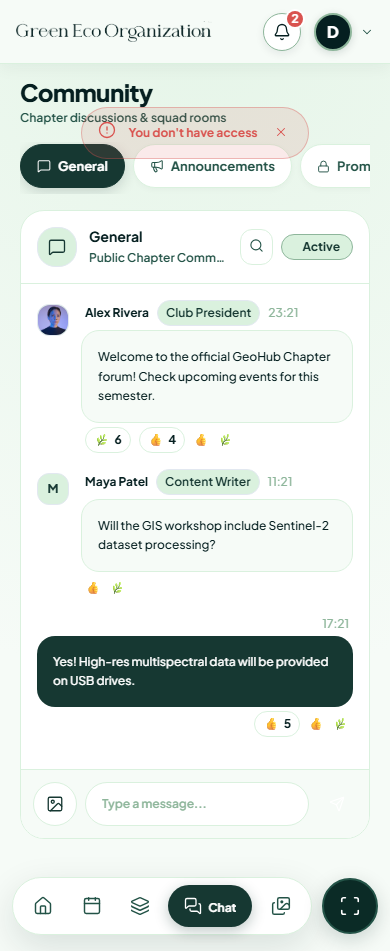 Green Eco Organization
2
D
Community
Chapter discussions & squad rooms
You don't have access
General
Announcements
Prom
General
Public Chapter Comm...
Active
Alex Rivera Club President 23:21
Welcome to the official GeoHub Chapter
forum! Check upcoming events for this
semester.
6 4
M
Maya Patel Content Writer 11:21
Will the GIS workshop include Sentinel-2
dataset processing?
17:21
Yes! High-res multispectral data will be provided
on USB drives.
5
Type a message...
Chat